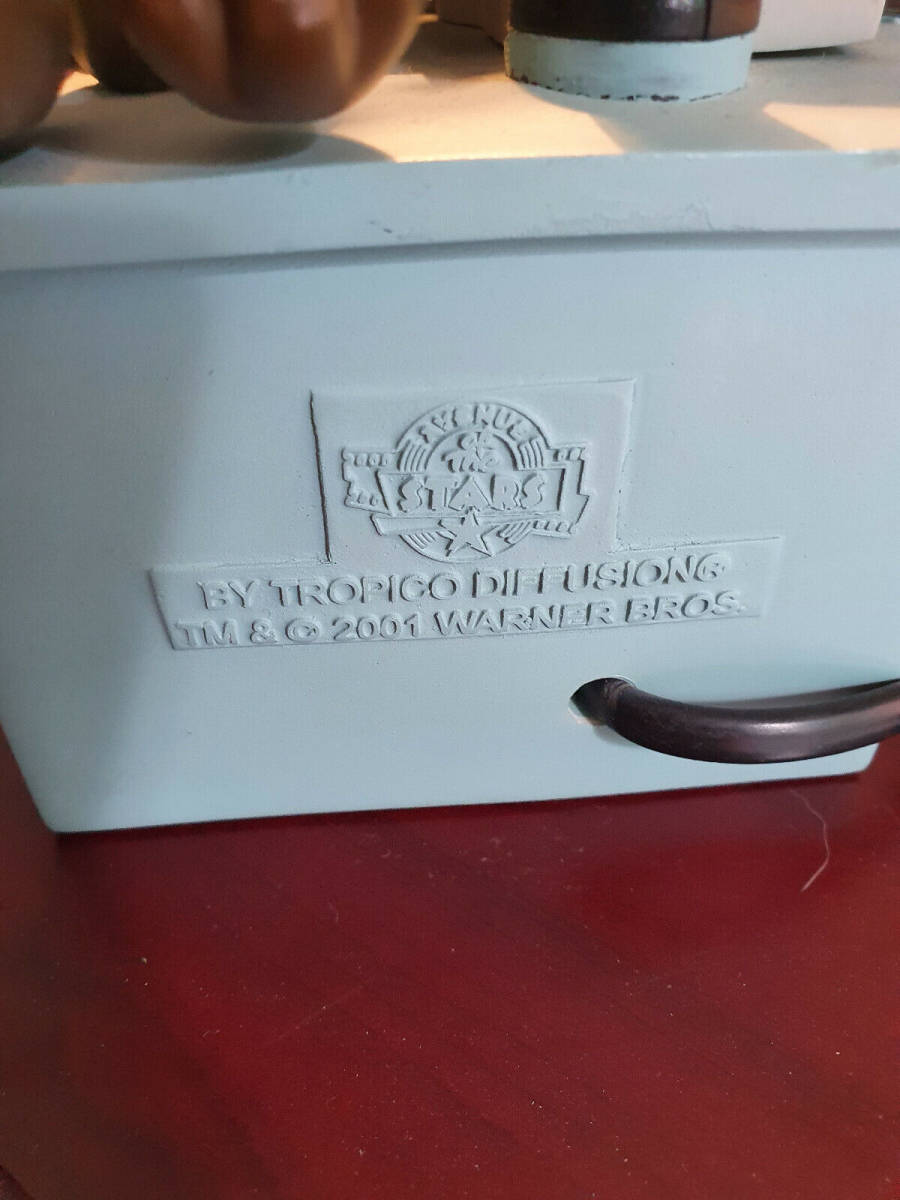 AVENUE
OF
THE
STARS
BY TROPICO DIFFUSION®
TM & © 2001 WARNER BROS.